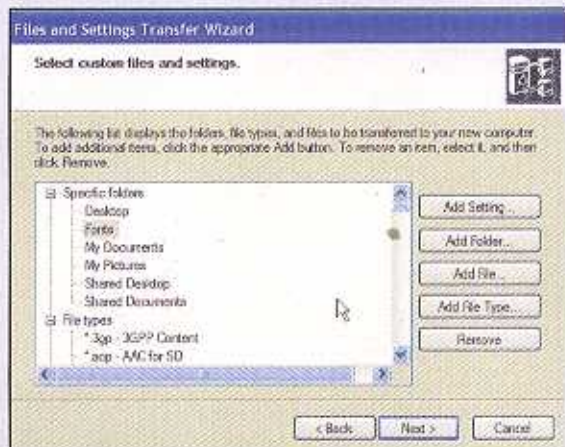 Files and Settings Transfer Wizard
Select custom files and settings.
The following list displays the folders, file types, and files to be transferred to your new computer.
To add additional items, click the appropriate Add button. To remove an item, select it, and then
click Remove.
Specific folders
Desktop
Fonts
My Documents
My Pictures
Shared Desktop
Shared Documents
File types
*.3gp - 3GPP Content
*.acp - AAC for SD
Add Setting...
Add Folder...
Add File...
Add File Type...
Remove
< Back
Next >
Cancel